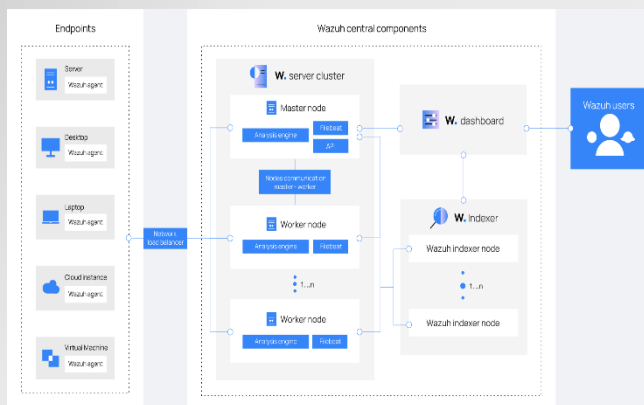 Endpoints
Server
Wazuh agent
Desktop
Wazuh agent
Laptop
Wazuh agent
Cloud instance
Wazuh agent
Virtual Machine
Wazuh agent
Network
load balancer
Wazuh central components
W. server cluster
Master node
Analysis engine
Filebeat
API
Nodes communication
master - worker
Worker node
Analysis engine
Filebeat
1...n
Worker node
Analysis engine
Filebeat
W. dashboard
W. indexer
Wazuh indexer node
1...n
Wazuh indexer node
Wazuh users